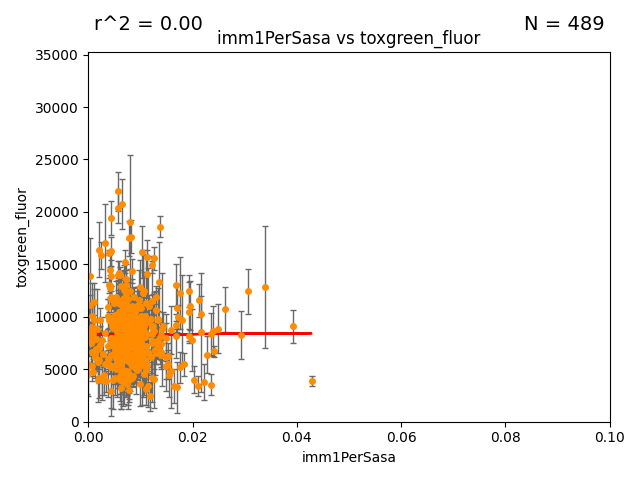 r^2 = 0.00
N = 489
imm1PerSasa vs toxgreen_fluor
35000
30000
25000
20000
15000
10000
5000
0
toxgreen_fluor
0.00
0.02
0.04
0.06
0.08
0.10
imm1PerSasa